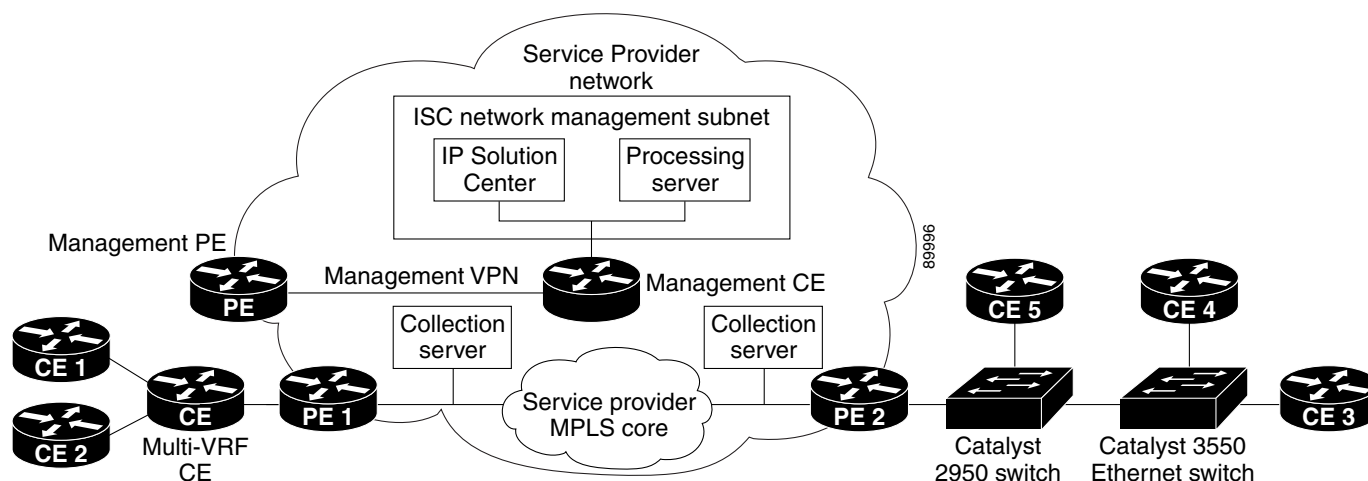 Service Provider
network
ISC network management subnet
IP Solution
Center
Processing
server
Management PE
89996
Management VPN
Management CE
PE
CE 5
CE 4
Collection
server
Collection
server
CE 1
CE
PE 1
Service provider
MPLS core
PE 2
CE 3
CE 2
Multi-VRF
CE
Catalyst
2950 switch
Catalyst 3550
Ethernet switch